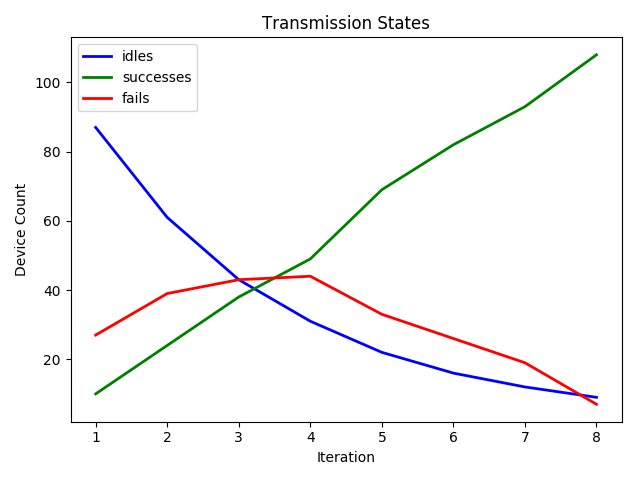 Transmission States
idles
successes
fails
Device Count
100
80
60
40
20
1 2 3 4 5 6 7 8
Iteration